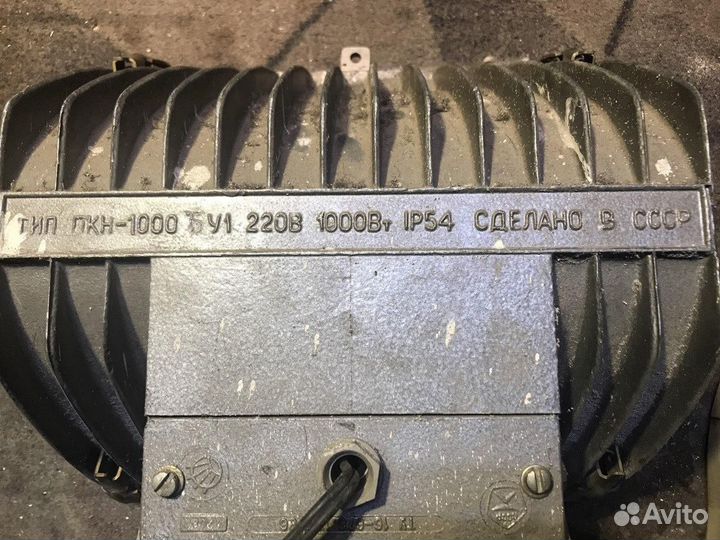 ТИП ПКН-1000 Б У1 220В 1000Вт IP54 СДЕЛАНО В СССР
Avito